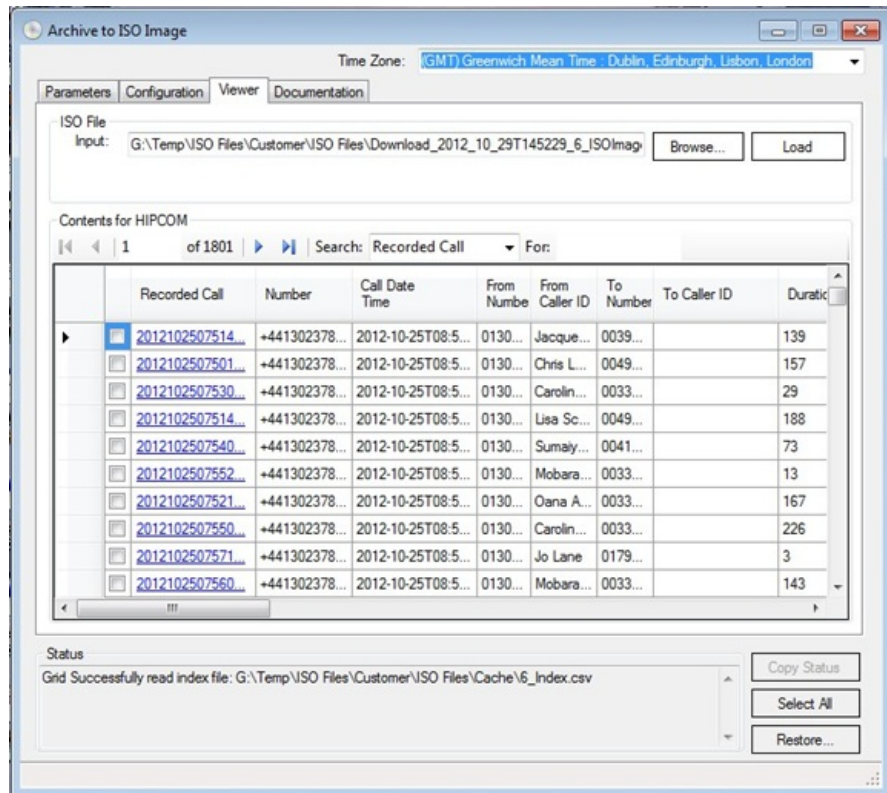 Archive to ISO Image
Time Zone: (GMT) Greenwich Mean Time : Dublin, Edinburgh, Lisbon, London
Parameters Configuration Viewer Documentation
ISO File
Input: G:\Temp\ISO Files\Customer\ISO Files\Download_2012_10_29T145229_6_ISOImag Browse... Load
Contents for HIPCOM
1 of 1801 Search: Recorded Call For:
Recorded Call Number Call Date Time From Numbe From Caller ID To Number To Caller ID Duratic
2012102507514... +441302378... 2012-10-25T08:5... 0130... Jacque... 0039... 139
2012102507501... +441302378... 2012-10-25T08:5... 0130... Chris L... 0049... 157
2012102507530... +441302378... 2012-10-25T08:5... 0130... Carolin... 0033... 29
2012102507514... +441302378... 2012-10-25T08:5... 0130... Lisa Sc... 0049... 188
2012102507540... +441302378... 2012-10-25T08:5... 0130... Sumaiy... 0041... 73
2012102507552... +441302378... 2012-10-25T08:5... 0130... Mobara... 0033... 13
2012102507521... +441302378... 2012-10-25T08:5... 0130... Oana A... 0033... 167
2012102507550... +441302378... 2012-10-25T08:5... 0130... Carolin... 0033... 226
2012102507571... +441302378... 2012-10-25T08:5... 0130... Jo Lane 0179... 3
2012102507560... +441302378... 2012-10-25T08:5... 0130... Mobara... 0033... 143
Status
Grid Successfully read index file: G:\Temp\ISO Files\Customer\ISO Files\Cache\6_Index.csv
Copy Status
Select All
Restore...